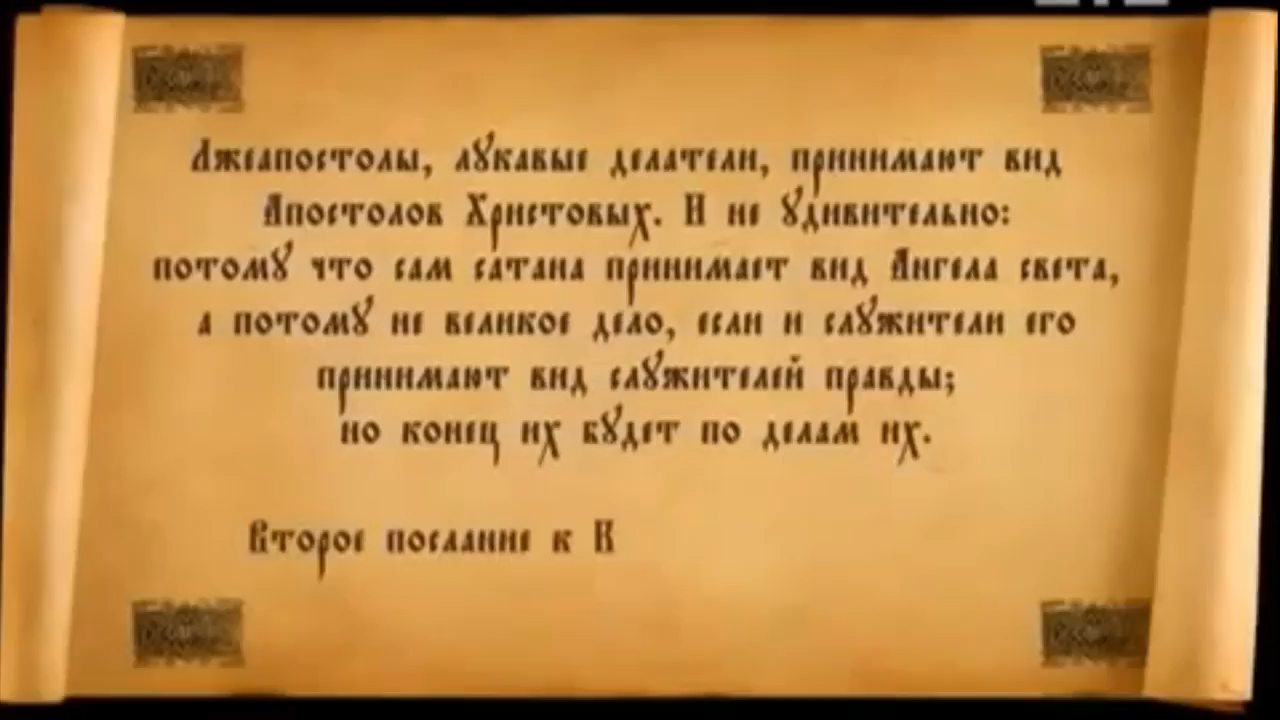 Лжеапостолы, лукавые делатели, принимают вид
Апостолов Христовых. И не удивительно:
потому что сам сатана принимает вид Ангела света,
а потому не великое дело, если и служители его
принимают вид служителей правды;
но конец их будет по делам их.
Второе послание к К